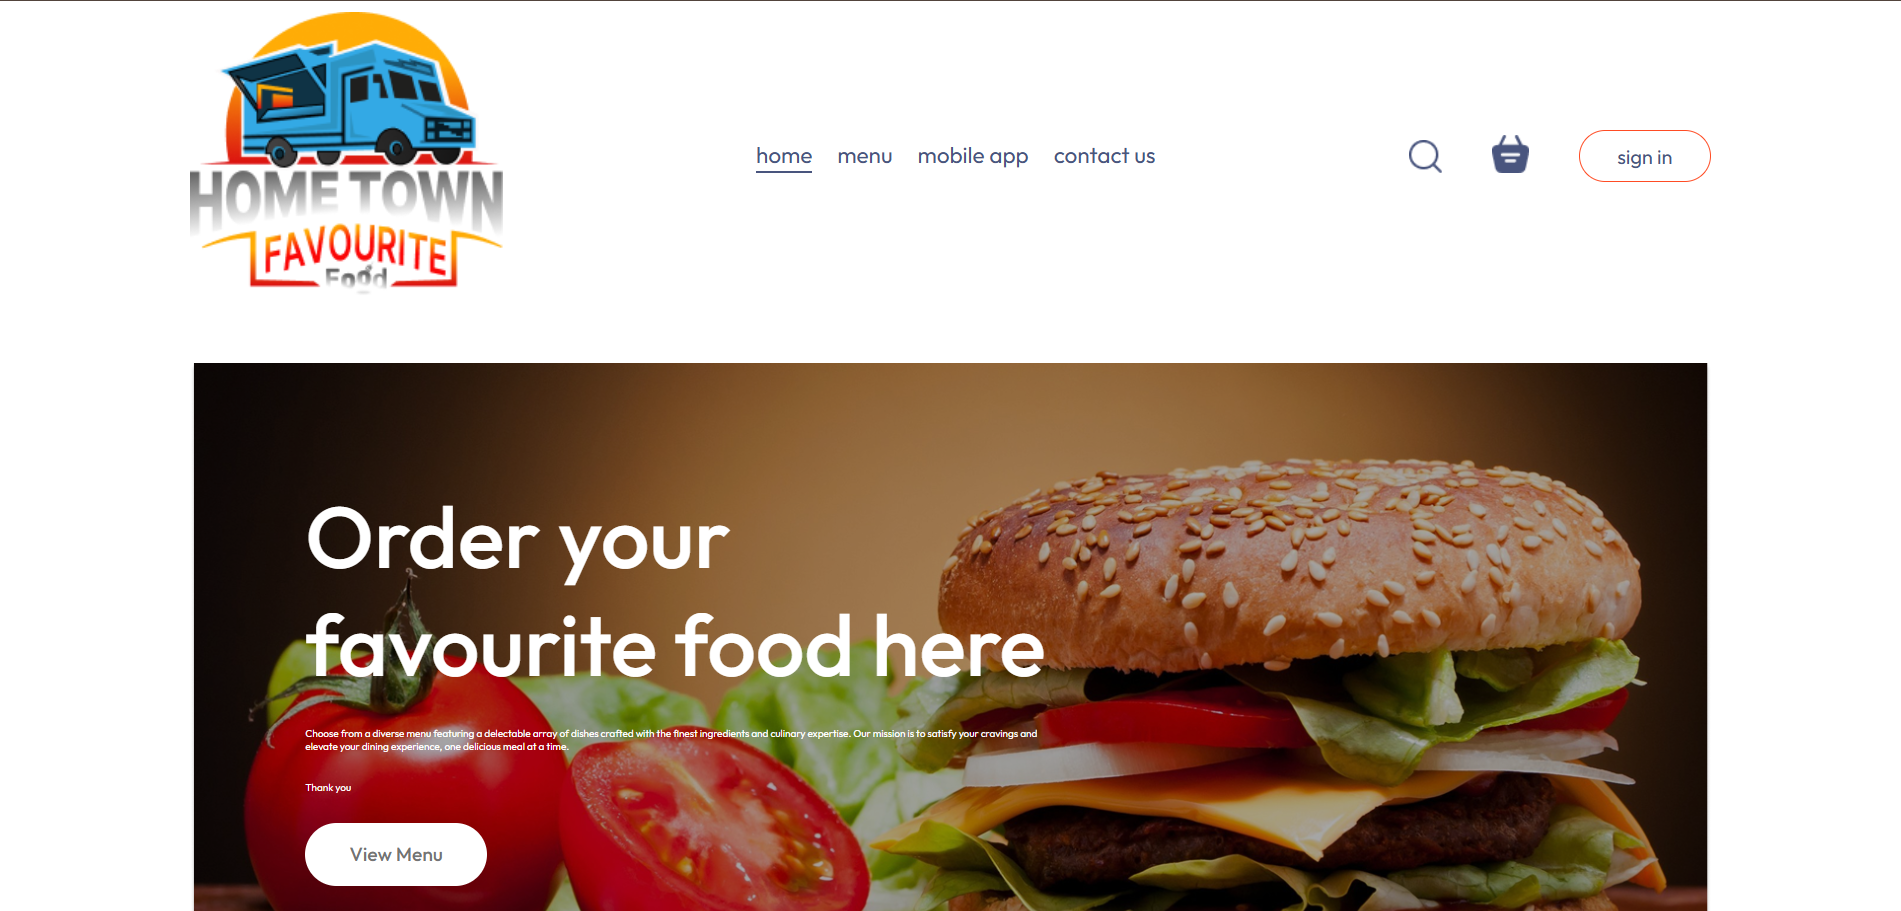 HOME TOWN
FAVOURITE
Food
home menu mobile app contact us
sign in
Order your
favourite food here
Choose from a diverse menu featuring a delectable array of dishes crafted with the finest ingredients and culinary expertise. Our mission is to satisfy your cravings and
elevate your dining experience, one delicious meal at a time.
Thank you
View Menu